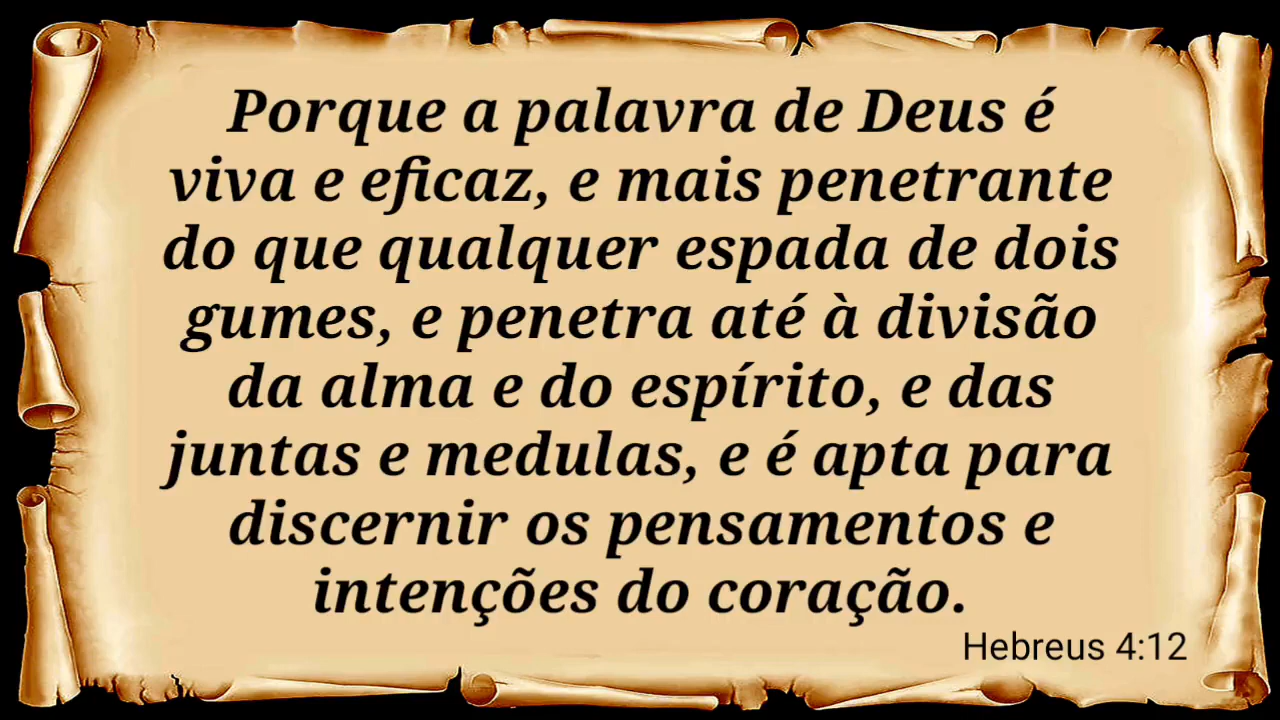 Porque a palavra de Deus é
viva e eficaz, e mais penetrante
do que qualquer espada de dois
gumes, e penetra até à divisão
da alma e do espírito, e das
juntas e medulas, e é apta para
discernir os pensamentos e
intenções do coração.
Hebreus 4:12